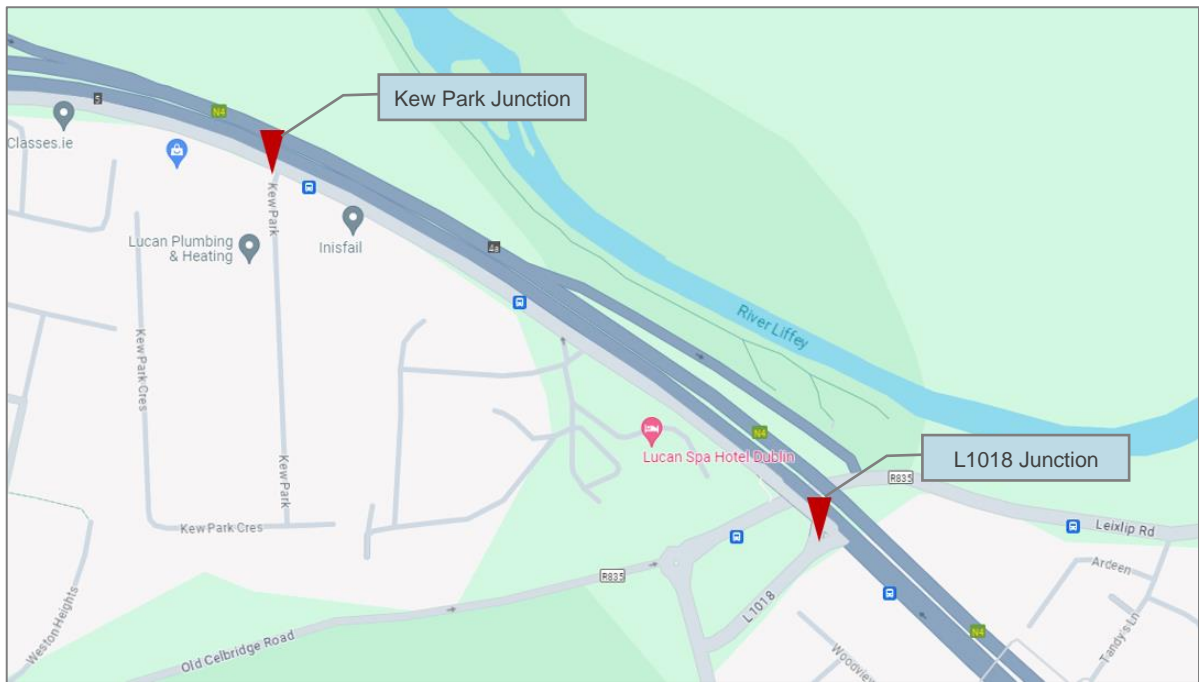 Kew Park Junction
5
N4
Classes.ie
Kew Park
Lucan Plumbing
& Heating
Inisfail
4a
River Liffey
Kew Park Cres
Kew Park
N4
Lucan Spa Hotel Dublin
L1018 Junction
R835
Leixlip Rd
Kew Park Cres
Ardeen
R835
L1018
Tandy's Ln
Weston Heights
Old Celbridge Road
N4
Woodview